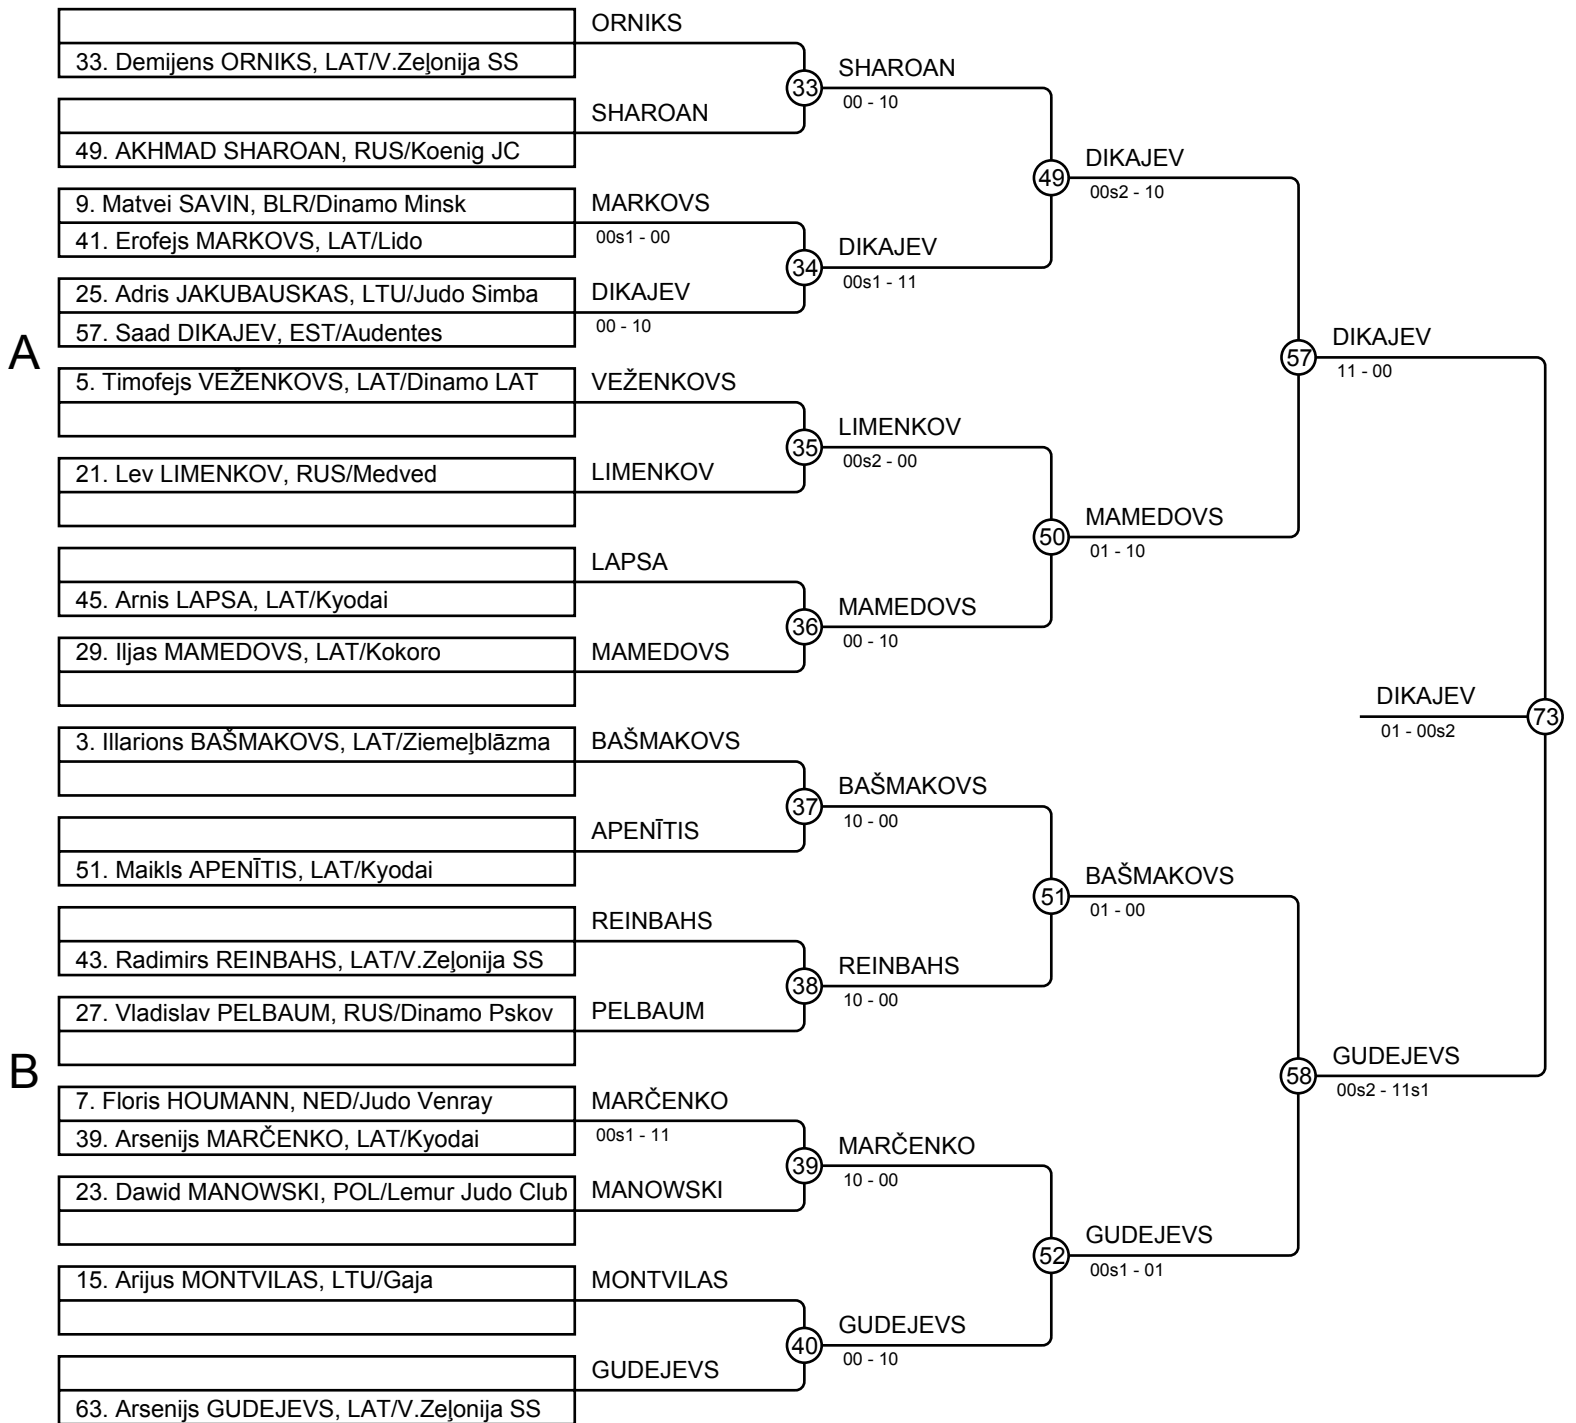 A
B
33. Demijens ORNIKS, LAT/V.Zeļonija SS
49. AKHMAD SHAROAN, RUS/Koenig JC
9. Matvei SAVIN, BLR/Dinamo Minsk
41. Erofejs MARKOVS, LAT/Lido
25. Adris JAKUBAUSKAS, LTU/Judo Simba
57. Saad DIKAJEV, EST/Audentes
5. Timofejs VEŽENKOVS, LAT/Dinamo LAT
21. Lev LIMENKOV, RUS/Medved
45. Arnis LAPSA, LAT/Kyodai
29. Iljas MAMEDOVS, LAT/Kokoro
3. Illarions BAŠMAKOVS, LAT/Ziemeļblāzma
51. Maikls APENĪTIS, LAT/Kyodai
43. Radimirs REINBAHS, LAT/V.Zeļonija SS
27. Vladislav PELBAUM, RUS/Dinamo Pskov
7. Floris HOUMANN, NED/Judo Venray
39. Arsenijs MARČENKO, LAT/Kyodai
23. Dawid MANOWSKI, POL/Lemur Judo Club
15. Arijus MONTVILAS, LTU/Gaja
63. Arsenijs GUDEJEVS, LAT/V.Zeļonija SS
ORNIKS
SHAROAN
MARKOVS
00s1 - 00
DIKAJEV
00 - 10
VEŽENKOVS
LIMENKOV
LAPSA
MAMEDOVS
BAŠMAKOVS
APENĪTIS
REINBAHS
PELBAUM
MARČENKO
00s1 - 11
MANOWSKI
MONTVILAS
GUDEJEVS
33
SHAROAN
00 - 10
34
DIKAJEV
00s1 - 11
35
LIMENKOV
00s2 - 00
36
MAMEDOVS
00 - 10
37
BAŠMAKOVS
10 - 00
38
REINBAHS
10 - 00
39
MARČENKO
10 - 00
40
GUDEJEVS
00 - 10
49
DIKAJEV
00s2 - 10
50
MAMEDOVS
01 - 10
51
BAŠMAKOVS
01 - 00
52
GUDEJEVS
00s1 - 01
57
DIKAJEV
11 - 00
58
GUDEJEVS
00s2 - 11s1
DIKAJEV
73
01 - 00s2